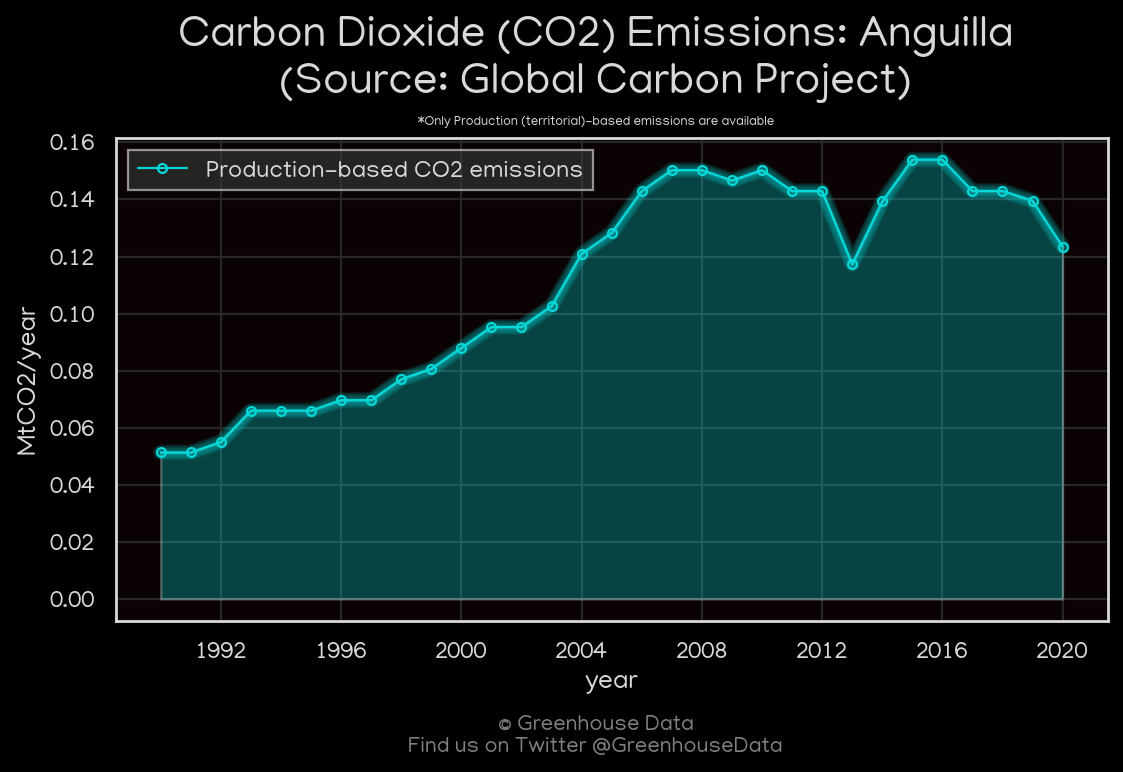 Carbon Dioxide (CO2) Emissions: Anguilla
(Source: Global Carbon Project)
*Only Production (territorial)-based emissions are available
Production-based CO2 emissions
MtCO2/year
0.16
0.14
0.12
0.10
0.08
0.06
0.04
0.02
0.00
1992 1996 2000 2004 2008 2012 2016 2020
year
© Greenhouse Data
Find us on Twitter @GreenhouseData